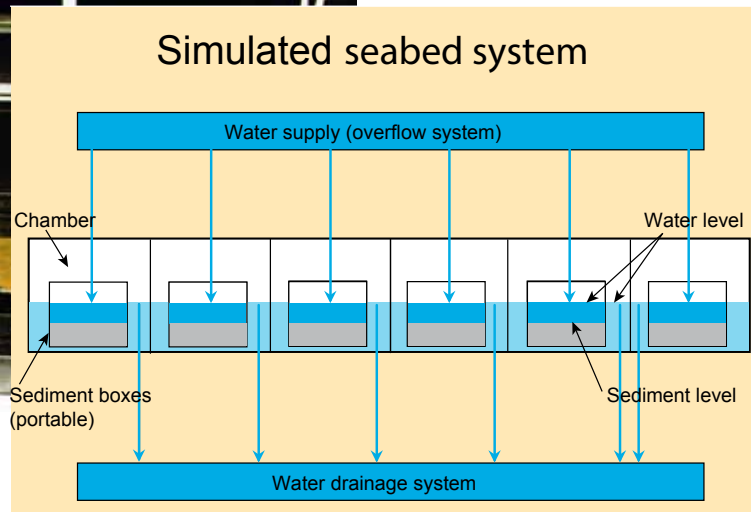 Simulated seabed system
Water supply (overflow system)
Chamber
Water level
Sediment boxes
(portable)
Sediment level
Water drainage system